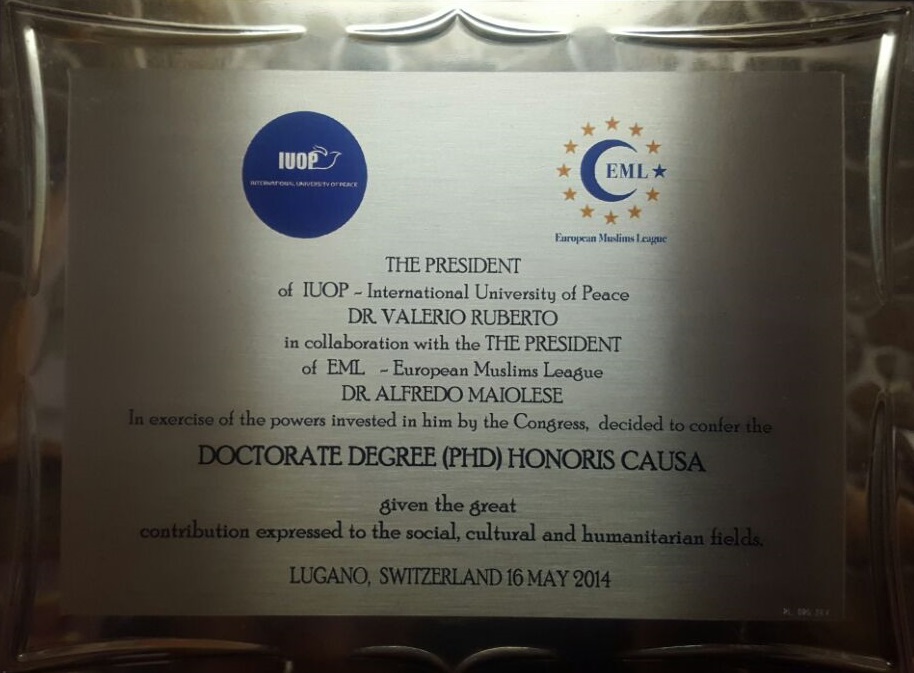 IUOP
INTERNATIONAL UNIVERSITY OF PEACE
EML
European Muslims League
THE PRESIDENT
of IUOP ~ International University of Peace
DR. VALERIO RUBERTO
in collaboration with the THE PRESIDENT
of EML ~ European Muslims League
DR. ALFREDO MAIOLESE
In exercise of the powers invested in him by the Congress, decided to confer the
DOCTORATE DEGREE (PHD) HONORIS CAUSA
given the great
contribution expressed to the social, cultural and humanitarian fields.
LUGANO, SWITZERLAND 16 MAY 2014